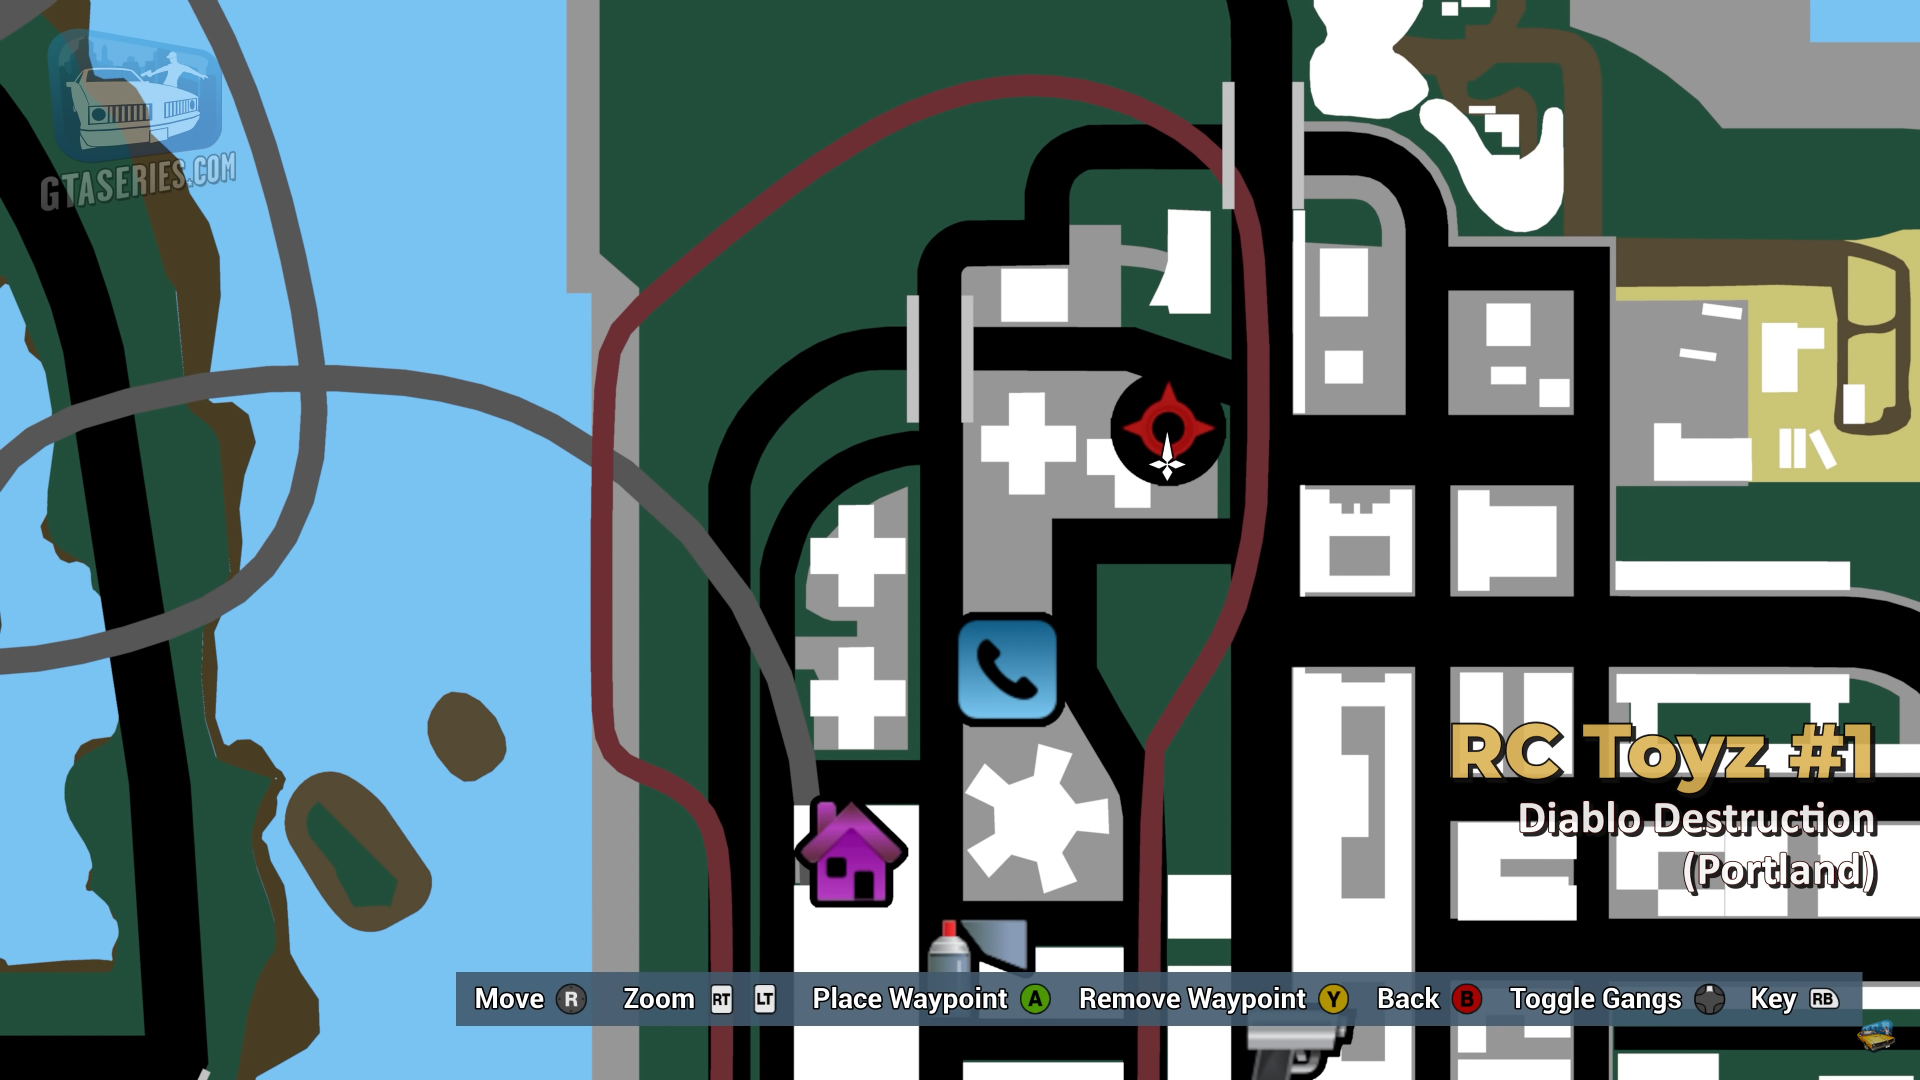 GTASERIES.COM
RC Toyz #1
Diablo Destruction
(Portland)
Move R Zoom RT LT Place Waypoint A Remove Waypoint Y Back B Toggle Gangs Key RB